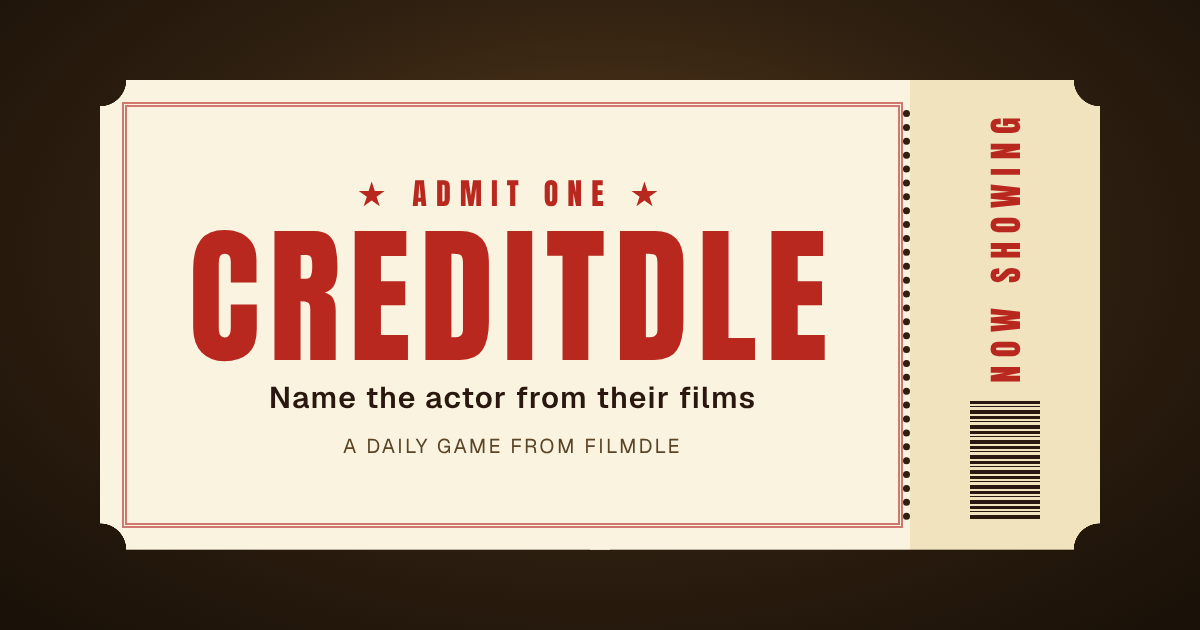 ★ ADMIT ONE ★
CREDITDLE
Name the actor from their films
A DAILY GAME FROM FILMDLE
NOW SHOWING